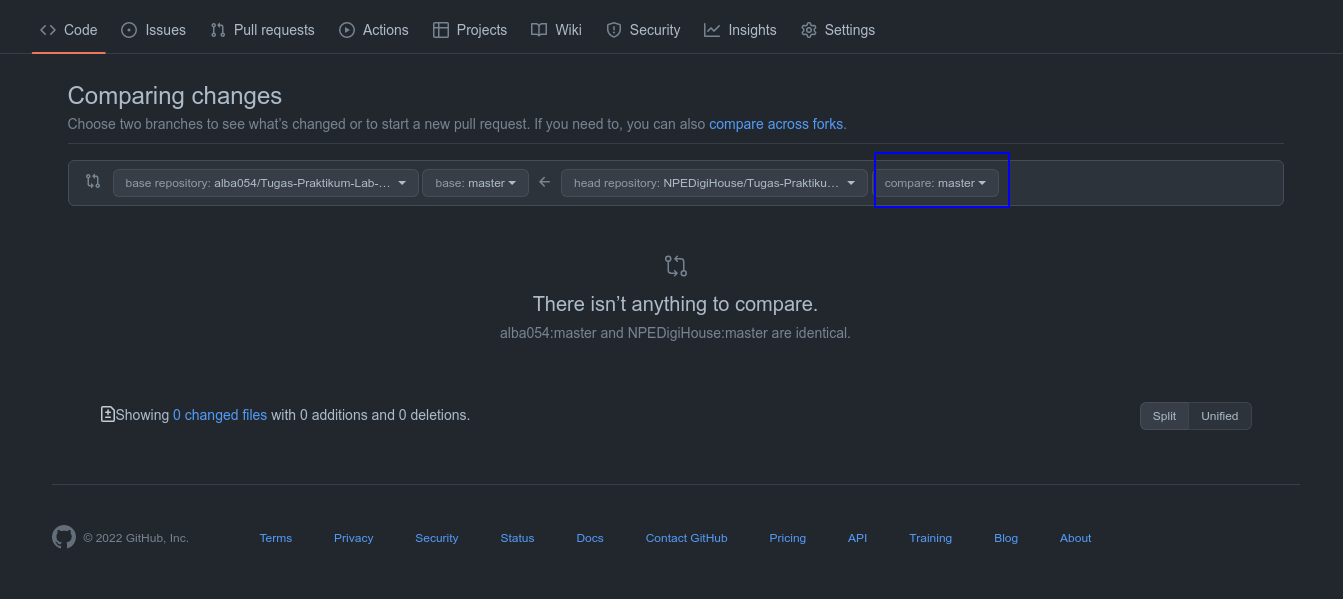 Code Issues Pull requests Actions Projects Wiki Security Insights Settings
Comparing changes
Choose two branches to see what's changed or to start a new pull request. If you need to, you can also compare across forks.
base repository: alba054/Tugas-Praktikum-Lab-... base: master head repository: NPEDigiHouse/Tugas-Praktiku... compare: master
There isn't anything to compare.
alba054:master and NPEDigiHouse:master are identical.
Showing 0 changed files with 0 additions and 0 deletions. Split Unified
© 2022 GitHub, Inc. Terms Privacy Security Status Docs Contact GitHub Pricing API Training Blog About